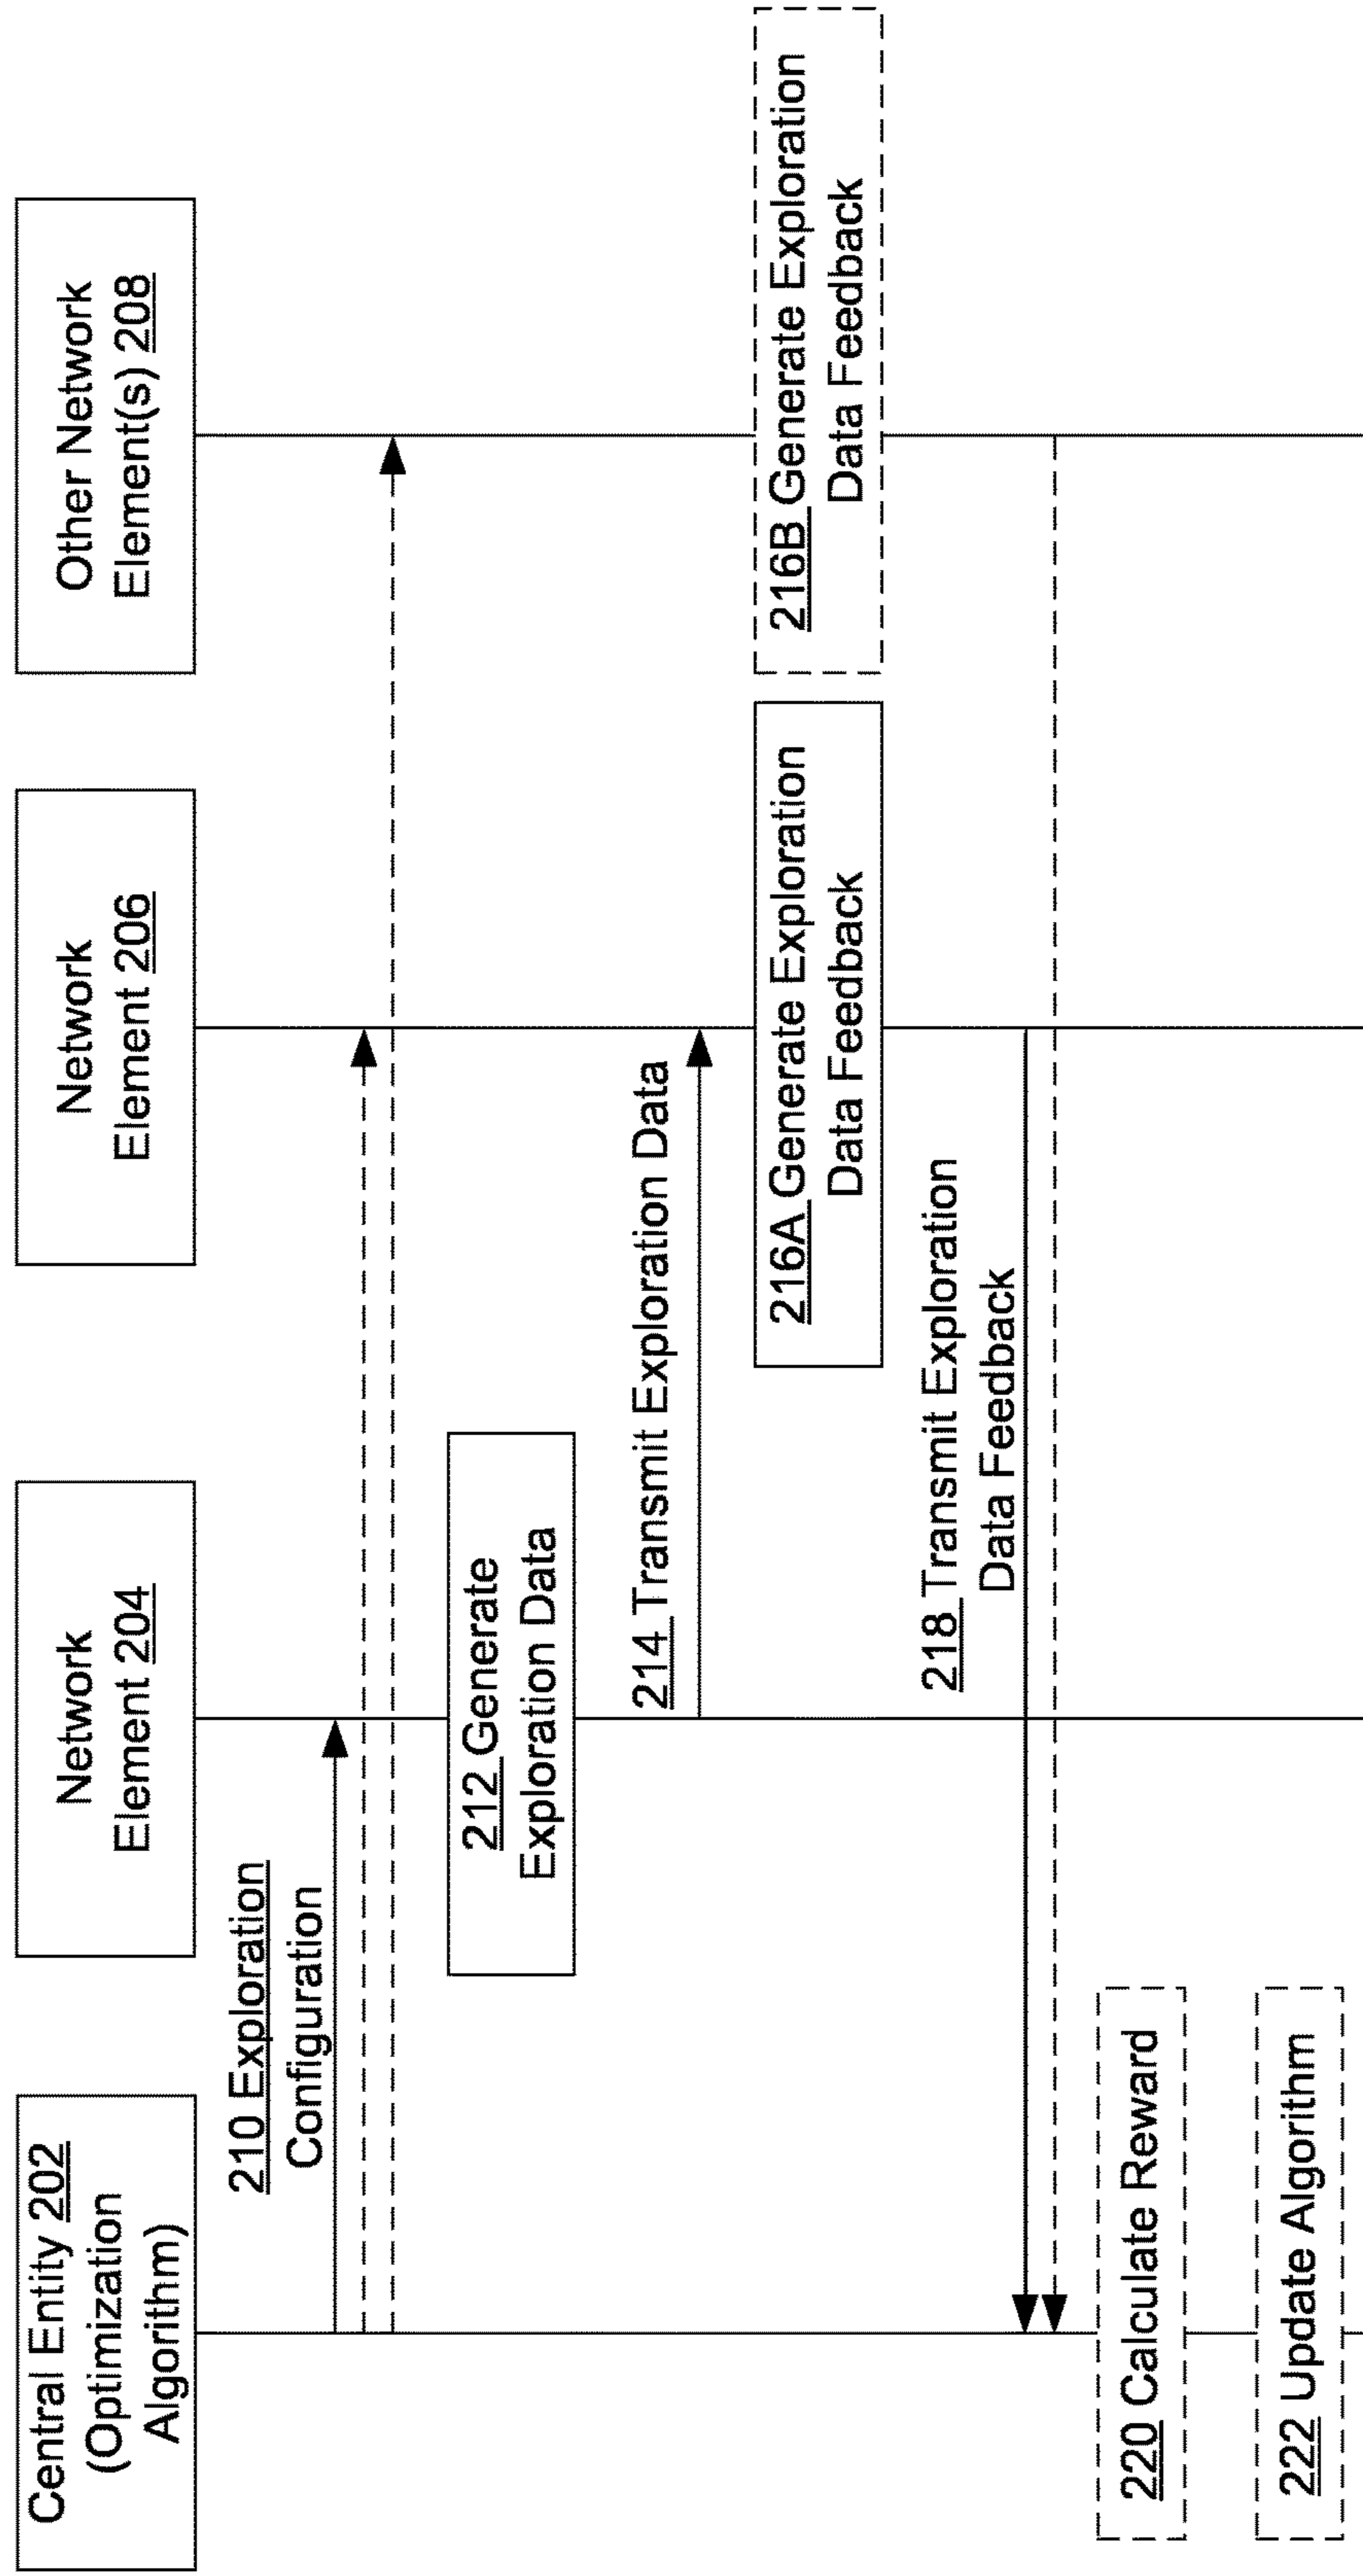 Central Entity 202
(Optimization
Algorithm)
Network
Element 204
Network
Element 206
Other Network
Element(s) 208
210 Exploration
Configuration
212 Generate
Exploration Data
214 Transmit Exploration Data
216A Generate Exploration
Data Feedback
216B Generate Exploration
Data Feedback
218 Transmit Exploration
Data Feedback
220 Calculate Reward
222 Update Algorithm